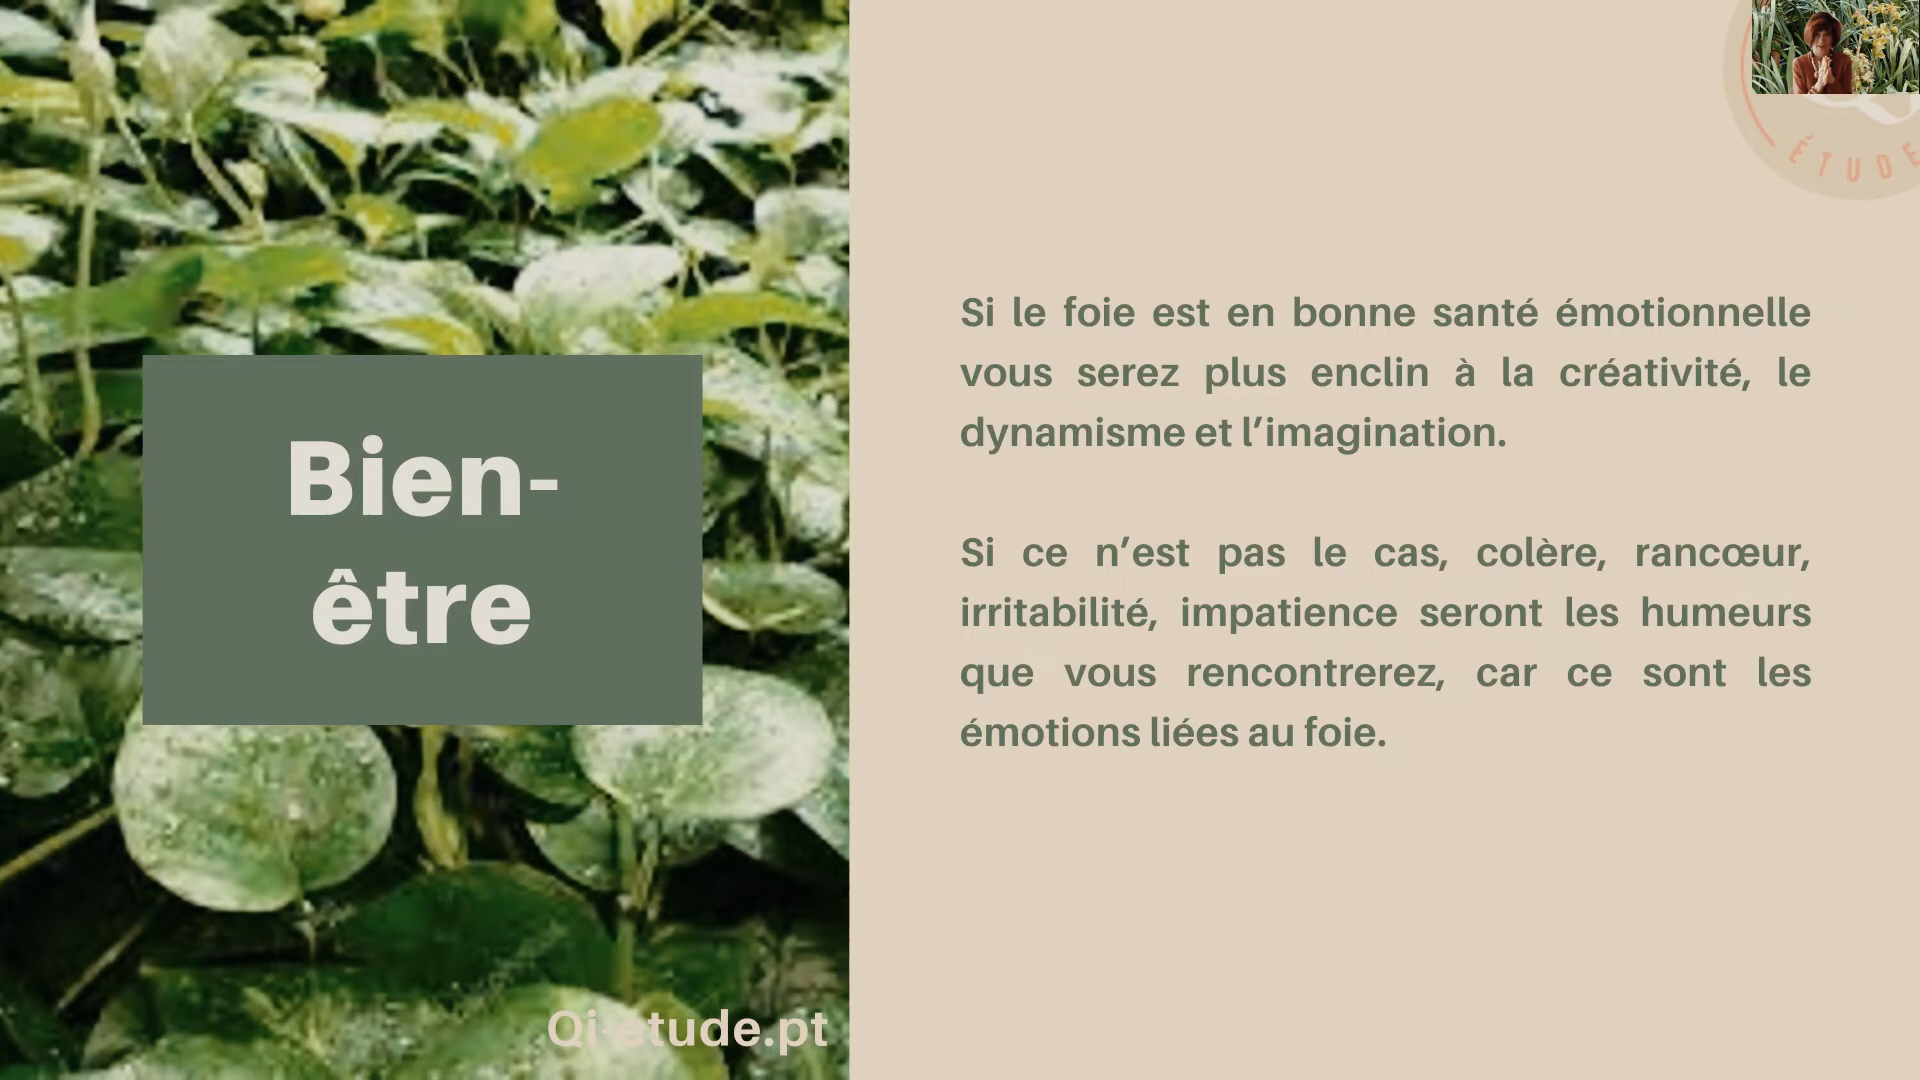 Bien-
être
Si le foie est en bonne santé émotionnelle
vous serez plus enclin à la créativité, le
dynamisme et l’imagination.
Si ce n’est pas le cas, colère, rancœur,
irritabilité, impatience seront les humeurs
que vous rencontrerez, car ce sont les
émotions liées au foie.
Qi-etude.pt
ÉTUDE